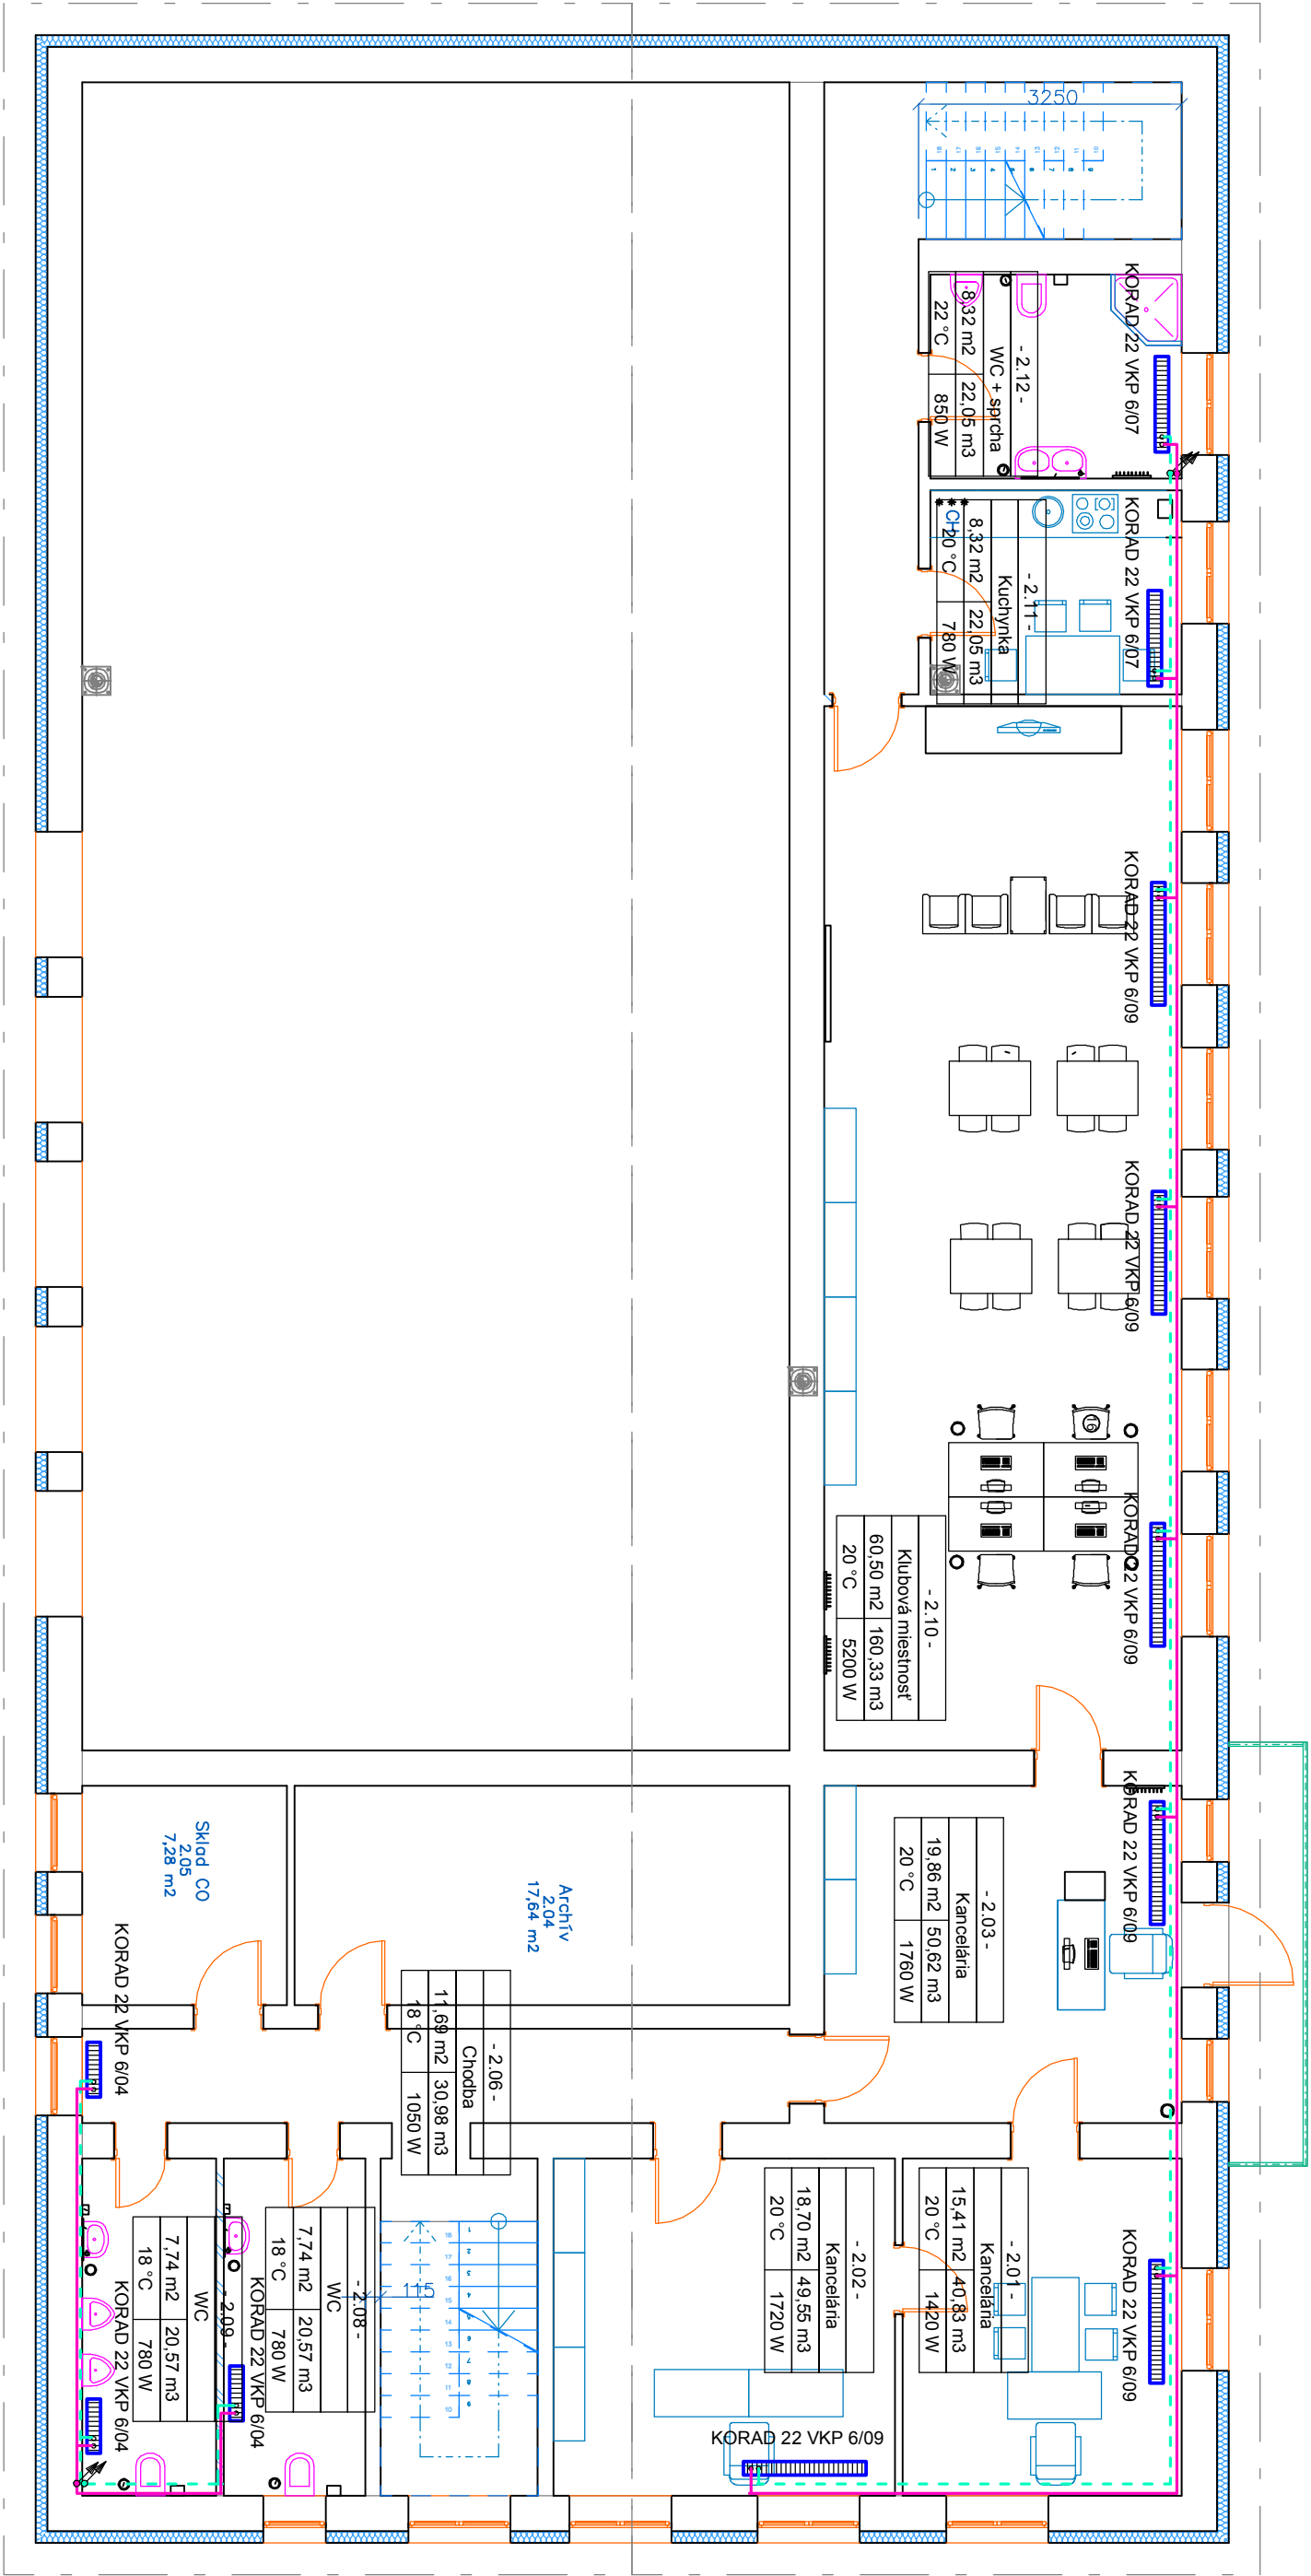 3250
KORAD 22 VKP 6/07
- 2.12 -
WC + sprcha
8,32 m2 22,05 m3
22 °C 850 W
KORAD 22 VKP 6/07
- 2.11 -
Kuchynka
8,32 m2 22,05 m3
20 °C 780 W
CH
KORAD 22 VKP 6/09
KORAD 22 VKP 6/09
16
KORAD 22 VKP 6/09
- 2.10 -
Klubová miestnosť
60,50 m2 160,33 m3
20 °C 5200 W
KORAD 22 VKP 6/09
- 2.03 -
Kancelária
19,86 m2 50,62 m3
20 °C 1760 W
Archív
2.04
17,64 m2
Sklad CO
2.05
7,28 m2
KORAD 22 VKP 6/04
- 2.06 -
Chodba
11,69 m2 30,98 m3
18 °C 1050 W
KORAD 22 VKP 6/09
- 2.01 -
Kancelária
15,41 m2 40,83 m3
20 °C 1420 W
- 2.02 -
Kancelária
18,70 m2 49,55 m3
20 °C 1720 W
KORAD 22 VKP 6/09
115
- 2.08 -
WC
7,74 m2 20,57 m3
18 °C 780 W
KORAD 22 VKP 6/04
- 2.09 -
WC
7,74 m2 20,57 m3
18 °C 780 W
KORAD 22 VKP 6/04